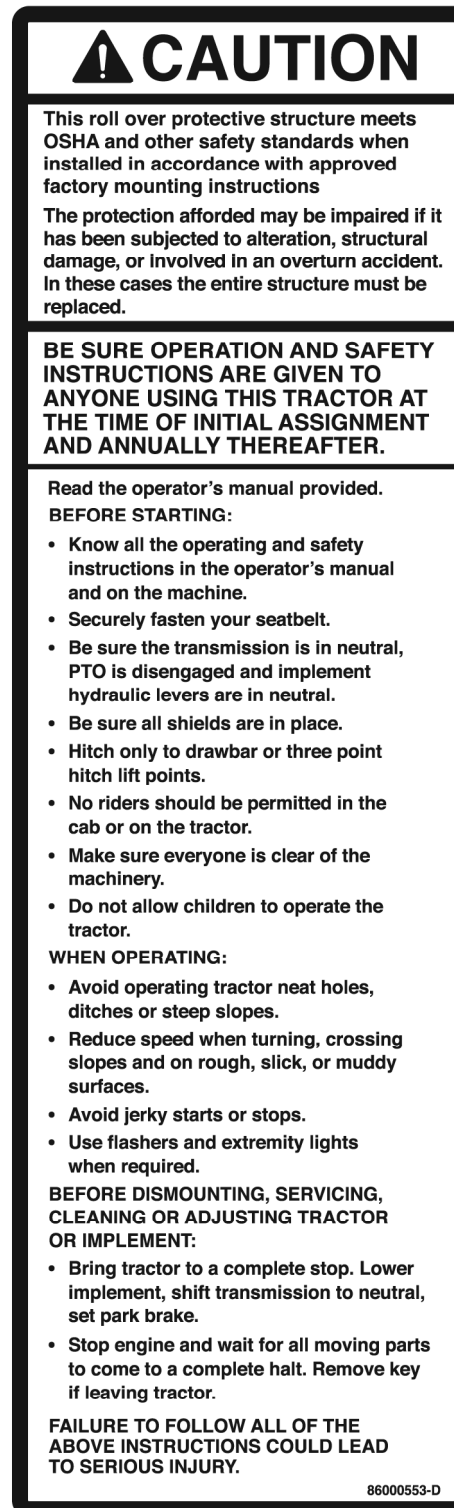 CAUTION
This roll over protective structure meets
OSHA and other safety standards when
installed in accordance with approved
factory mounting instructions
The protection afforded may be impaired if it
has been subjected to alteration, structural
damage, or involved in an overturn accident.
In these cases the entire structure must be
replaced.
BE SURE OPERATION AND SAFETY
INSTRUCTIONS ARE GIVEN TO
ANYONE USING THIS TRACTOR AT
THE TIME OF INITIAL ASSIGNMENT
AND ANNUALLY THEREAFTER.
Read the operator's manual provided.
BEFORE STARTING:
• Know all the operating and safety
instructions in the operator's manual
and on the machine.
• Securely fasten your seatbelt.
• Be sure the transmission is in neutral,
PTO is disengaged and implement
hydraulic levers are in neutral.
• Be sure all shields are in place.
• Hitch only to drawbar or three point
hitch lift points.
• No riders should be permitted in the
cab or on the tractor.
• Make sure everyone is clear of the
machinery.
• Do not allow children to operate the
tractor.
WHEN OPERATING:
• Avoid operating tractor neat holes,
ditches or steep slopes.
• Reduce speed when turning, crossing
slopes and on rough, slick, or muddy
surfaces.
• Avoid jerky starts or stops.
• Use flashers and extremity lights
when required.
BEFORE DISMOUNTING, SERVICING,
CLEANING OR ADJUSTING TRACTOR
OR IMPLEMENT:
• Bring tractor to a complete stop. Lower
implement, shift transmission to neutral,
set park brake.
• Stop engine and wait for all moving parts
to come to a complete halt. Remove key
if leaving tractor.
FAILURE TO FOLLOW ALL OF THE
ABOVE INSTRUCTIONS COULD LEAD
TO SERIOUS INJURY.
86000553-D